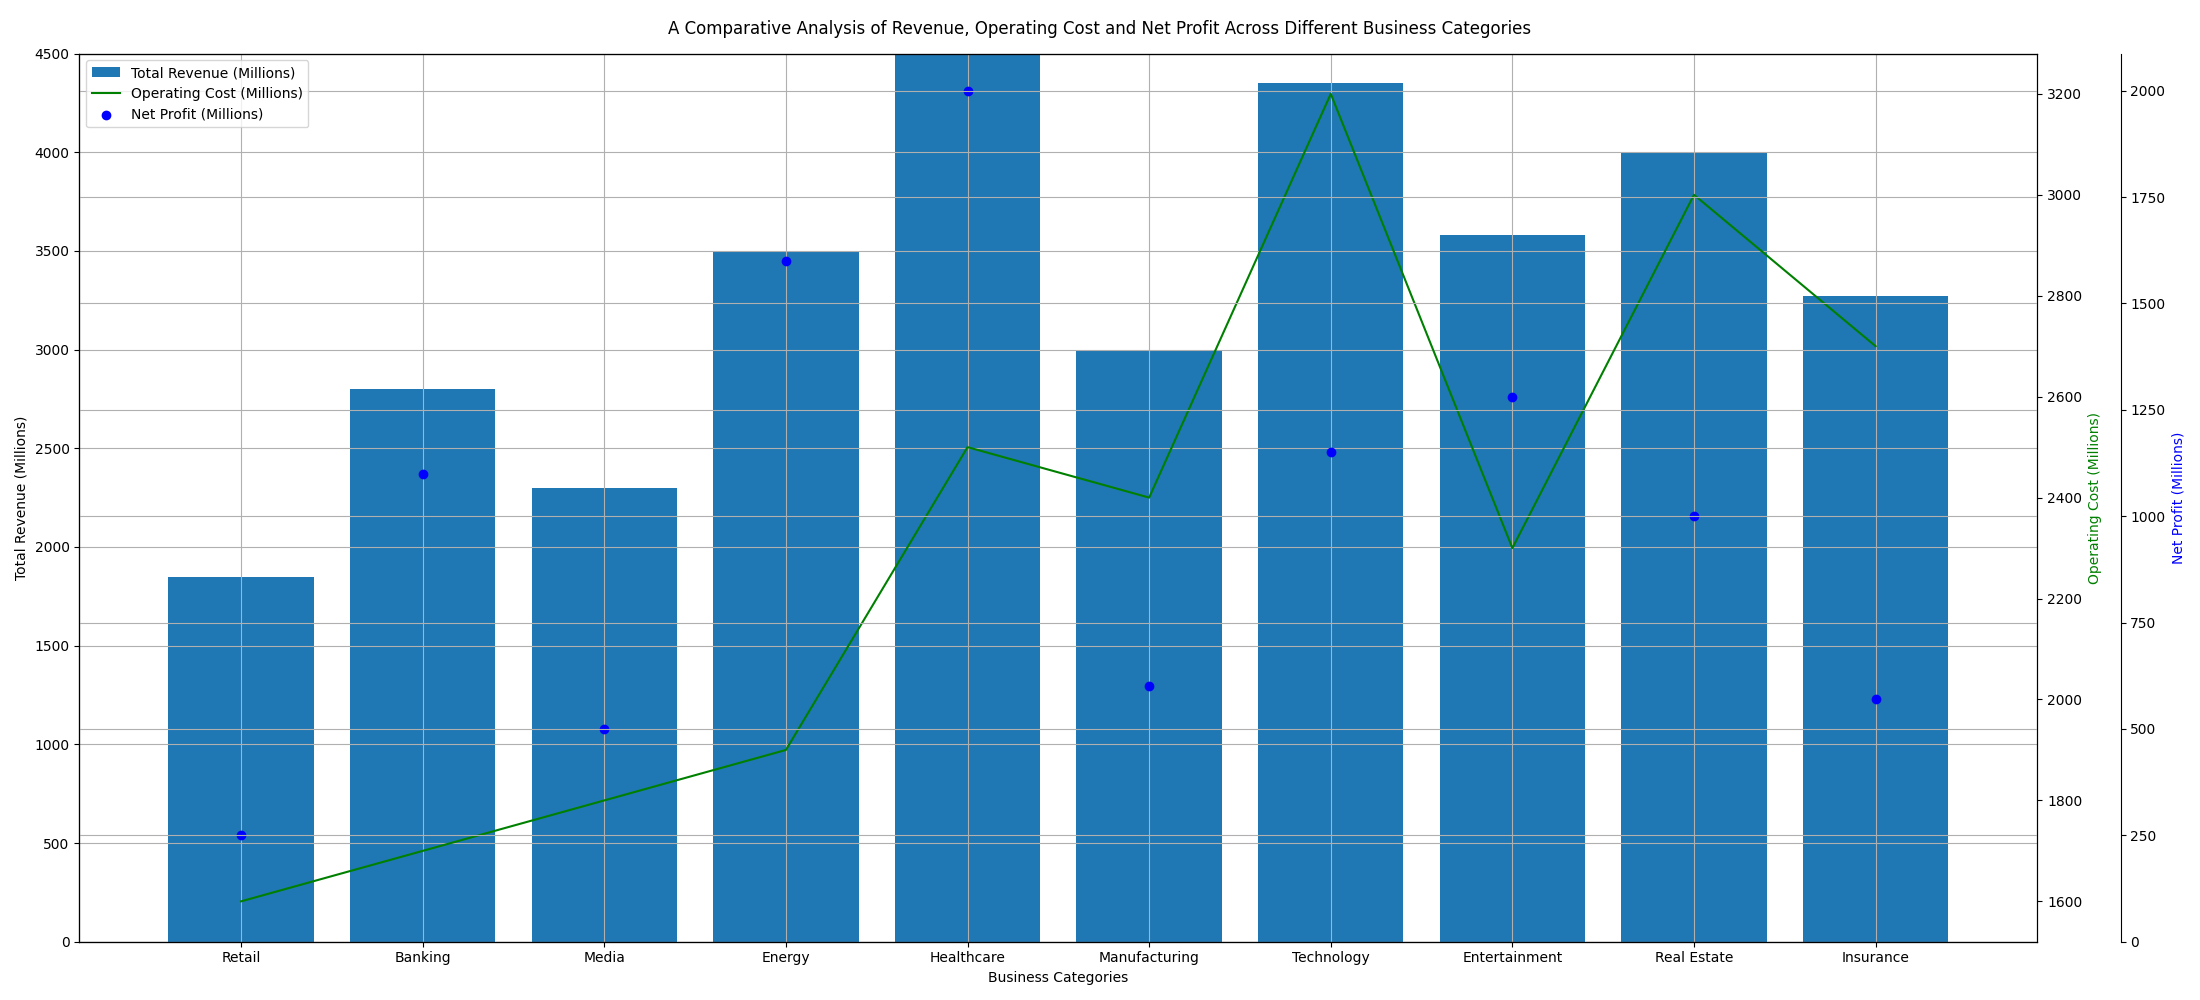 A Comparative Analysis of Revenue, Operating Cost and Net Profit Across Different Business Categories
Total Revenue (Millions)
Operating Cost (Millions)
Net Profit (Millions)
4500
4000
3500
3000
2500
2000
1500
1000
500
0
Total Revenue (Millions)
Retail
Banking
Media
Energy
Healthcare
Manufacturing
Technology
Entertainment
Real Estate
Insurance
Business Categories
3200
3000
2800
2600
2400
2200
2000
1800
1600
Operating Cost (Millions)
2000
1750
1500
1250
1000
750
500
250
0
Net Profit (Millions)